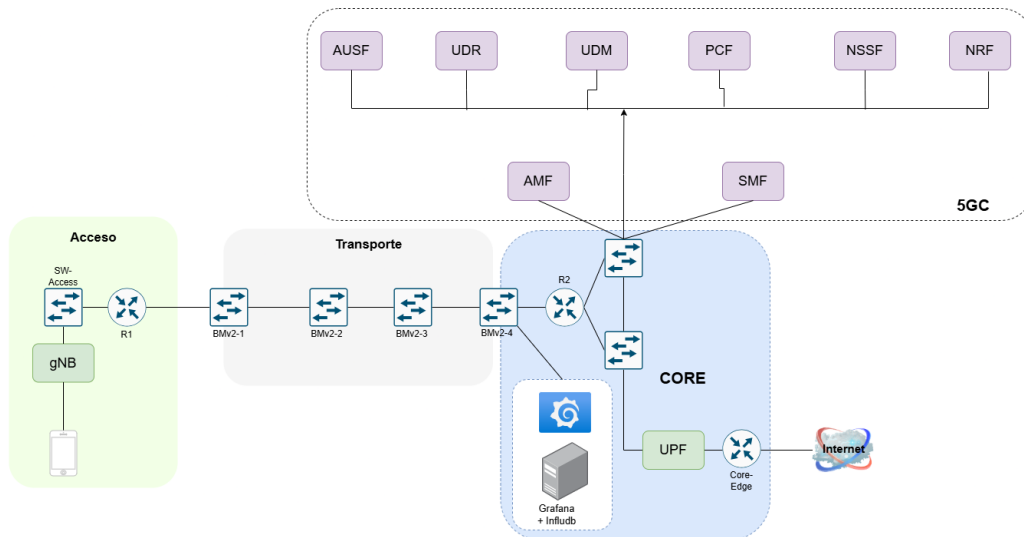 AUSF
UDR
UDM
PCF
NSSF
NRF
AMF
SMF
5GC
Acceso
SW-
Access
R1
gNB
Transporte
BMv2-1
BMv2-2
BMv2-3
BMv2-4
R2
CORE
UPF
Core-
Edge
Internet
Grafana
+ Infludb